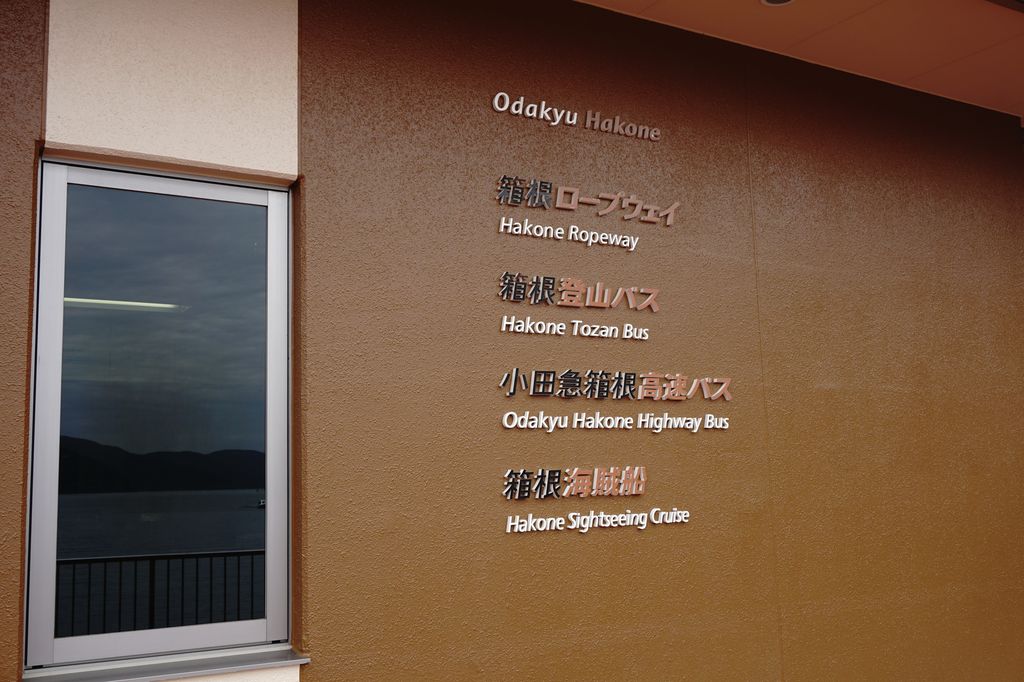 Odakyu Hakone
箱根ロープウェイ
Hakone Ropeway
箱根登山バス
Hakone Tozan Bus
小田急箱根高速バス
Odakyu Hakone Highway Bus
箱根海賊船
Hakone Sightseeing Cruise